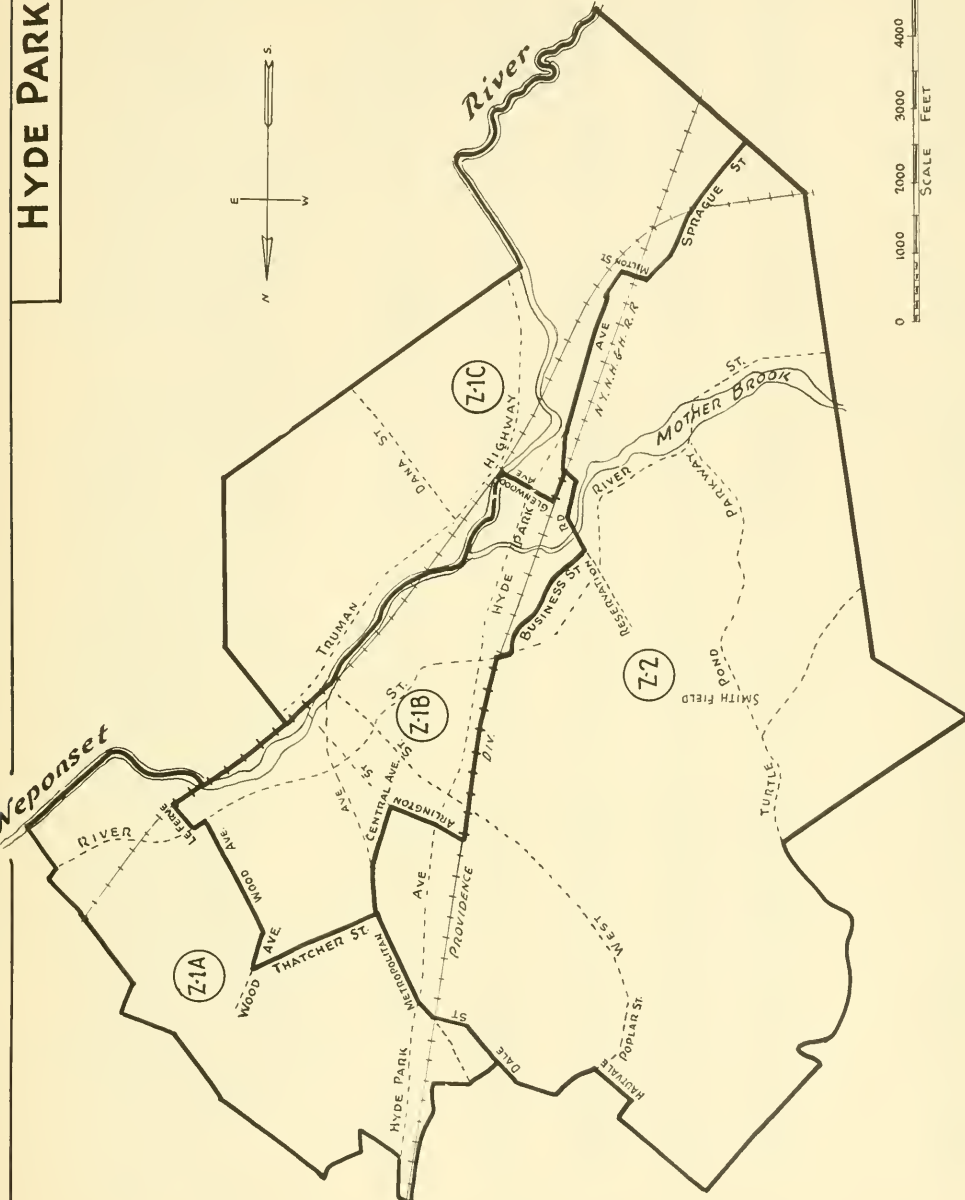 HYDE PARK
N
S.
E
W
0 1000 2000 3000 4000
SCALE FEET
Neponset
River
RIVER
LEFERVE
WOOD AVE.
WOOD AVE.
THATCHER ST.
Z-1A
METROPOLITAN
AVE
CENTRAL AVE.
ARLINGTON
ST
AVE
ST
ST.
Z-1B
TRUMAN
HIGHWAY
DANA ST
Z-1C
GLENWOOD AVE
HYDE PARK
AVE
N.Y.N.H.&H.R.R
MILTON ST.
SPRAGUE ST
MOTHER BROOK
RIVER
ST.
RD
RESERVATION
BUSINESS ST
PROVIDENCE
DIV.
Z-2
SMITH FIELD
TURTLE
POND
PARKWAY
WEST
POPLAR ST.
HAUTVALE
DALE
ST
HYDE PARK